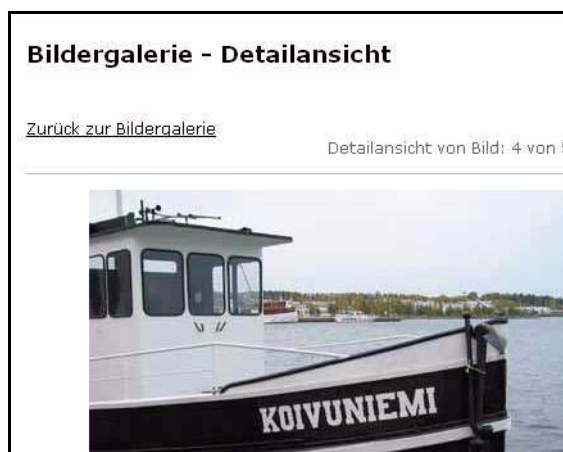 Bildergalerie - Detailansicht
Zurück zur Bildergalerie
Detailansicht von Bild: 4 von
KOIVUNIEMI